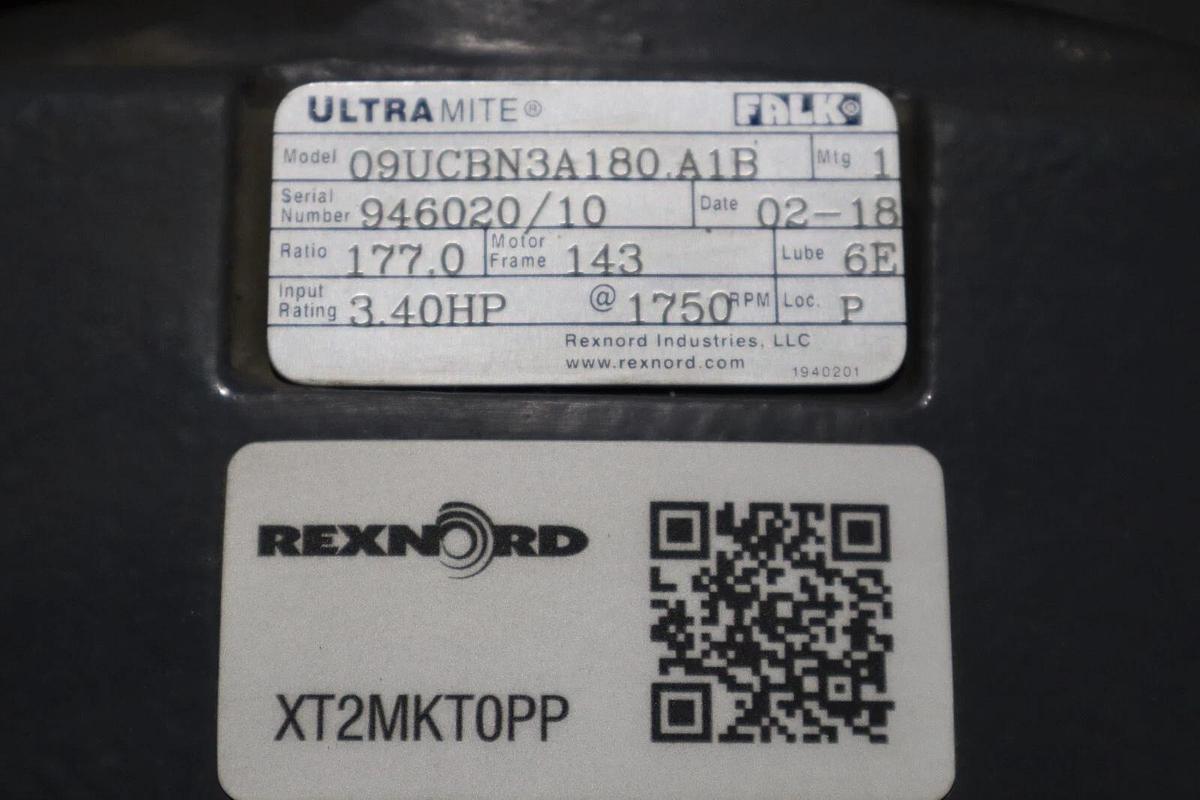 ULTRAMITE® FALK®
Model 09UCBN3A180.A1B Mtg 1
Serial Number 946020/10 Date 02-18
Ratio 177.0 Motor Frame 143 Lube 6E
Input Rating 3.40HP @ 1750 RPM Loc. P
Rexnord Industries, LLC
www.rexnord.com
1940201
REXNORD
XT2MKT0PP